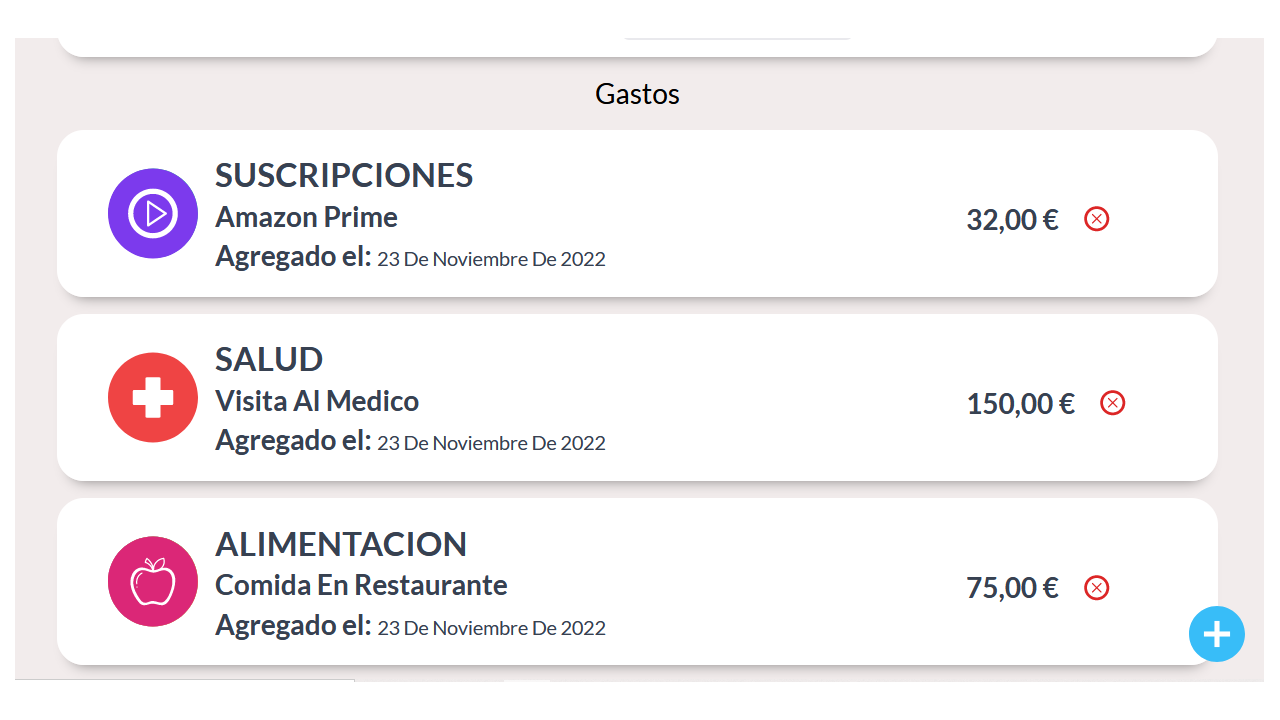 Gastos
SUSCRIPCIONES
Amazon Prime
32,00 €
Agregado el: 23 De Noviembre De 2022
SALUD
Visita Al Medico
150,00 €
Agregado el: 23 De Noviembre De 2022
ALIMENTACION
Comida En Restaurante
75,00 €
Agregado el: 23 De Noviembre De 2022